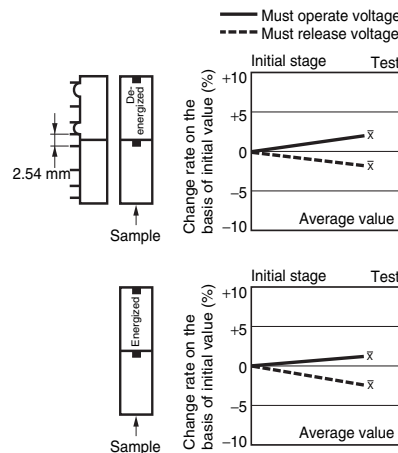 Must operate voltage
Must release voltage
De-
energized
2.54 mm
Sample
Change rate on the
basis of initial value (%)
Initial stage Test
+10
+5
0
−5
−10
x̅
x̅
Average value
Energized
Sample
Change rate on the
basis of initial value (%)
Initial stage Test
+10
+5
0
−5
−10
x̅
x̅
Average value